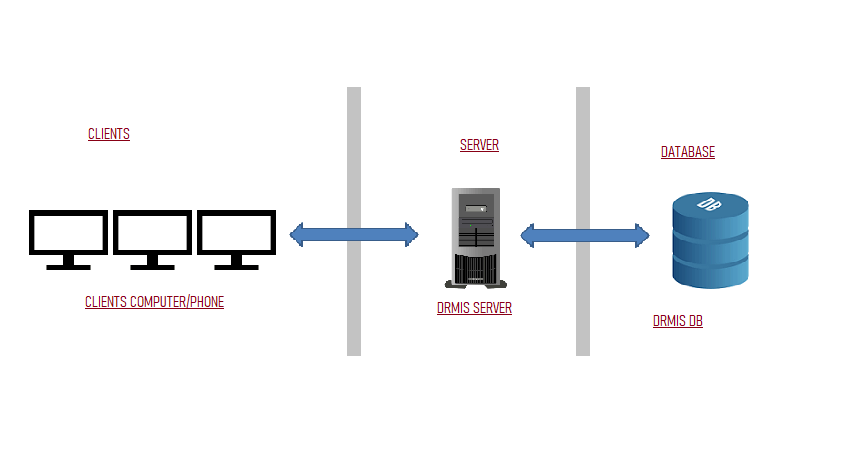 CLIENTS
SERVER
DATABASE
DB
CLIENTS COMPUTER/PHONE
DRMIS SERVER
DRMIS DB